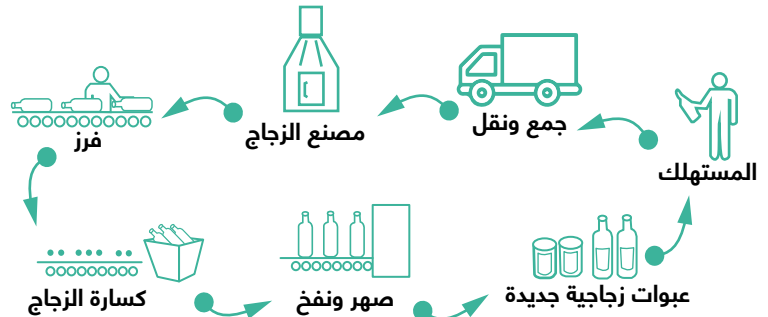 المستهلك
جمع ونقل
مصنع الزجاج
فرز
كسارة الزجاج
صهر ونفخ
عبوات زجاجية جديدة